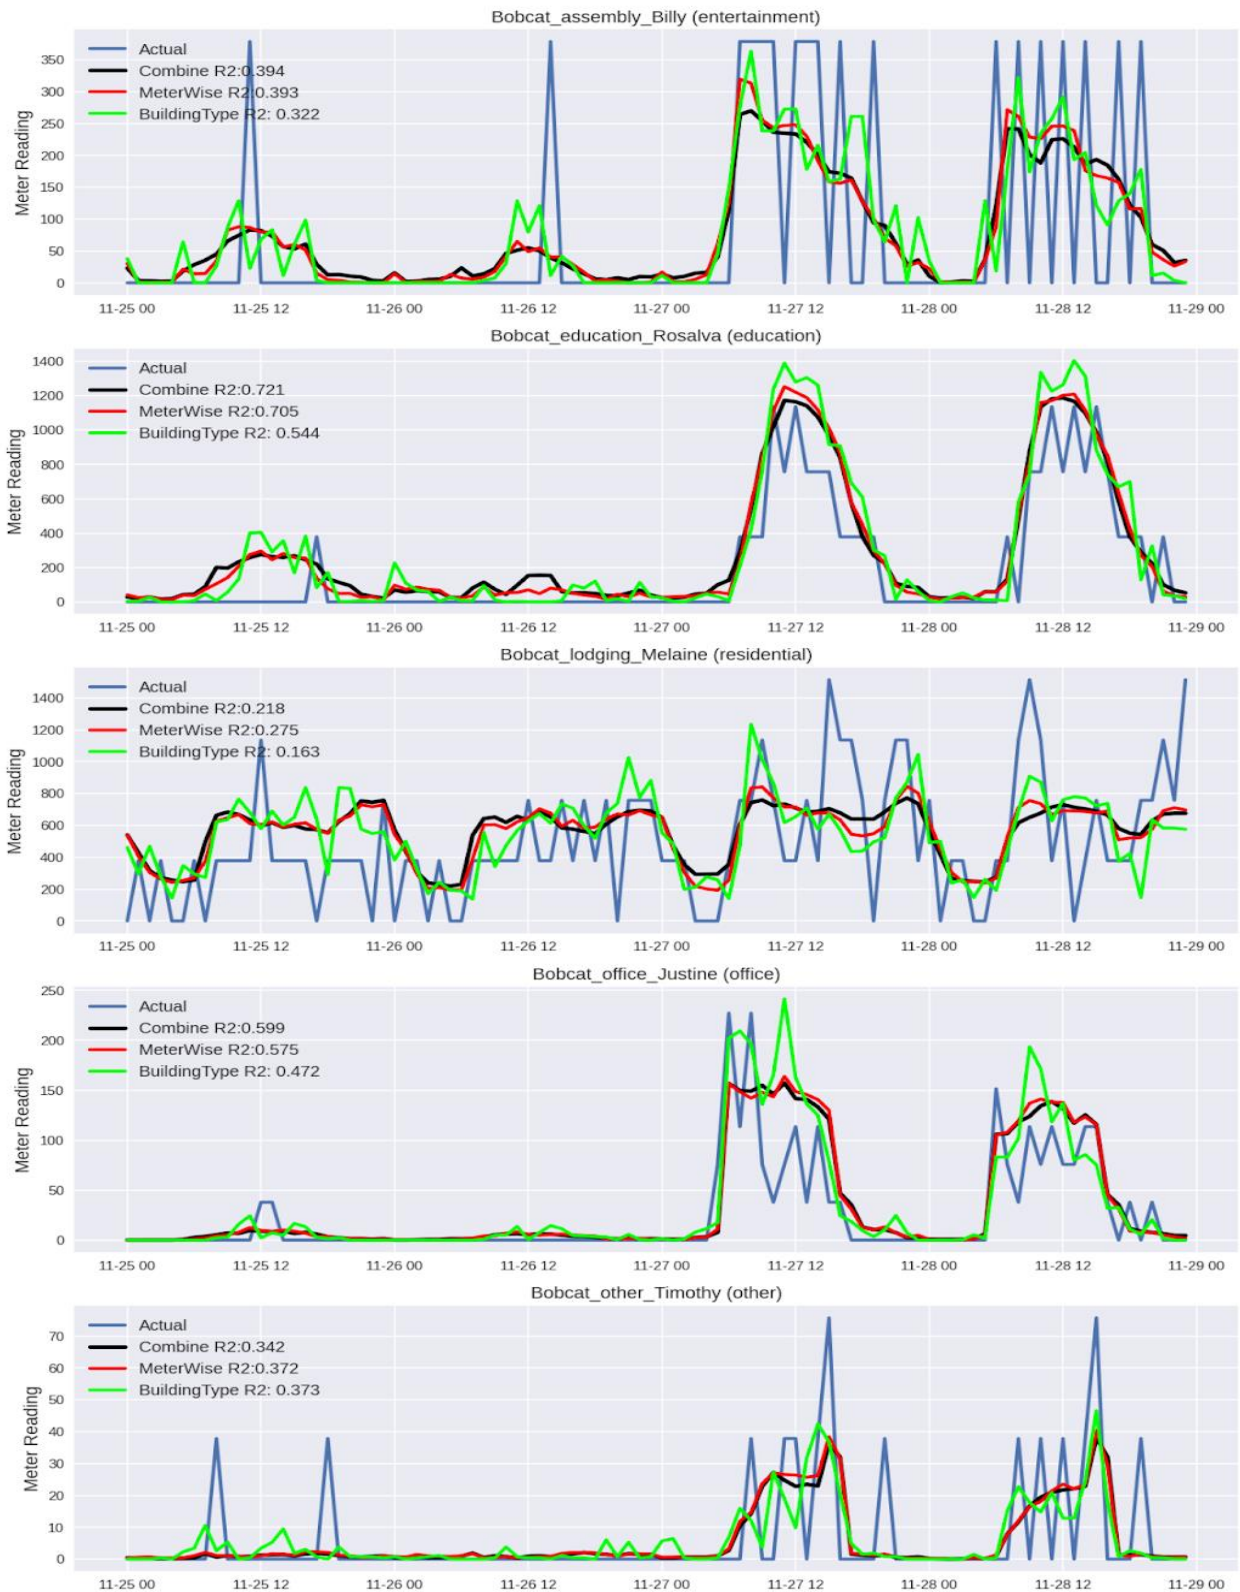 Bobcat_assembly_Billy (entertainment)
Meter Reading
350
300
250
200
150
100
50
0
Actual
Combine R2:0.394
MeterWise R2:0.393
BuildingType R2: 0.322
11-25 00 11-25 12 11-26 00 11-26 12 11-27 00 11-27 12 11-28 00 11-28 12 11-29 00
Bobcat_education_Rosalva (education)
Meter Reading
1400
1200
1000
800
600
400
200
0
Actual
Combine R2:0.721
MeterWise R2:0.705
BuildingType R2: 0.544
11-25 00 11-25 12 11-26 00 11-26 12 11-27 00 11-27 12 11-28 00 11-28 12 11-29 00
Bobcat_lodging_Melaine (residential)
Meter Reading
1400
1200
1000
800
600
400
200
0
Actual
Combine R2:0.218
MeterWise R2:0.275
BuildingType R2: 0.163
11-25 00 11-25 12 11-26 00 11-26 12 11-27 00 11-27 12 11-28 00 11-28 12 11-29 00
Bobcat_office_Justine (office)
Meter Reading
250
200
150
100
50
0
Actual
Combine R2:0.599
MeterWise R2:0.575
BuildingType R2: 0.472
11-25 00 11-25 12 11-26 00 11-26 12 11-27 00 11-27 12 11-28 00 11-28 12 11-29 00
Bobcat_other_Timothy (other)
Meter Reading
70
60
50
40
30
20
10
0
Actual
Combine R2:0.342
MeterWise R2:0.372
BuildingType R2: 0.373
11-25 00 11-25 12 11-26 00 11-26 12 11-27 00 11-27 12 11-28 00 11-28 12 11-29 00